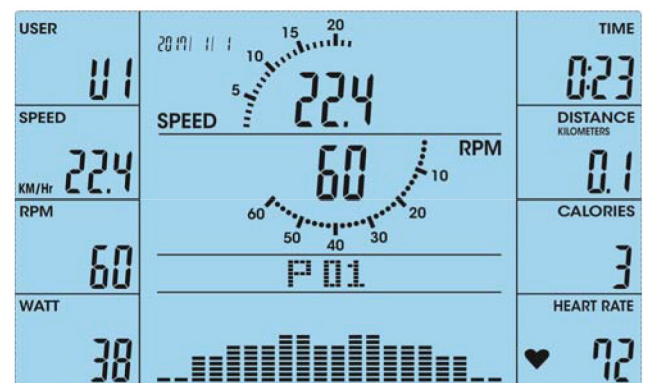 USER
U1
SPEED
KM/Hr 22.4
RPM
60
WATT
38
2017/ 1/ 1
5
10
15
20
SPEED 22.4
60
RPM
10
20
30
40
50
60
P01
TIME
0:23
DISTANCE
KILOMETERS
0.1
CALORIES
3
HEART RATE
72